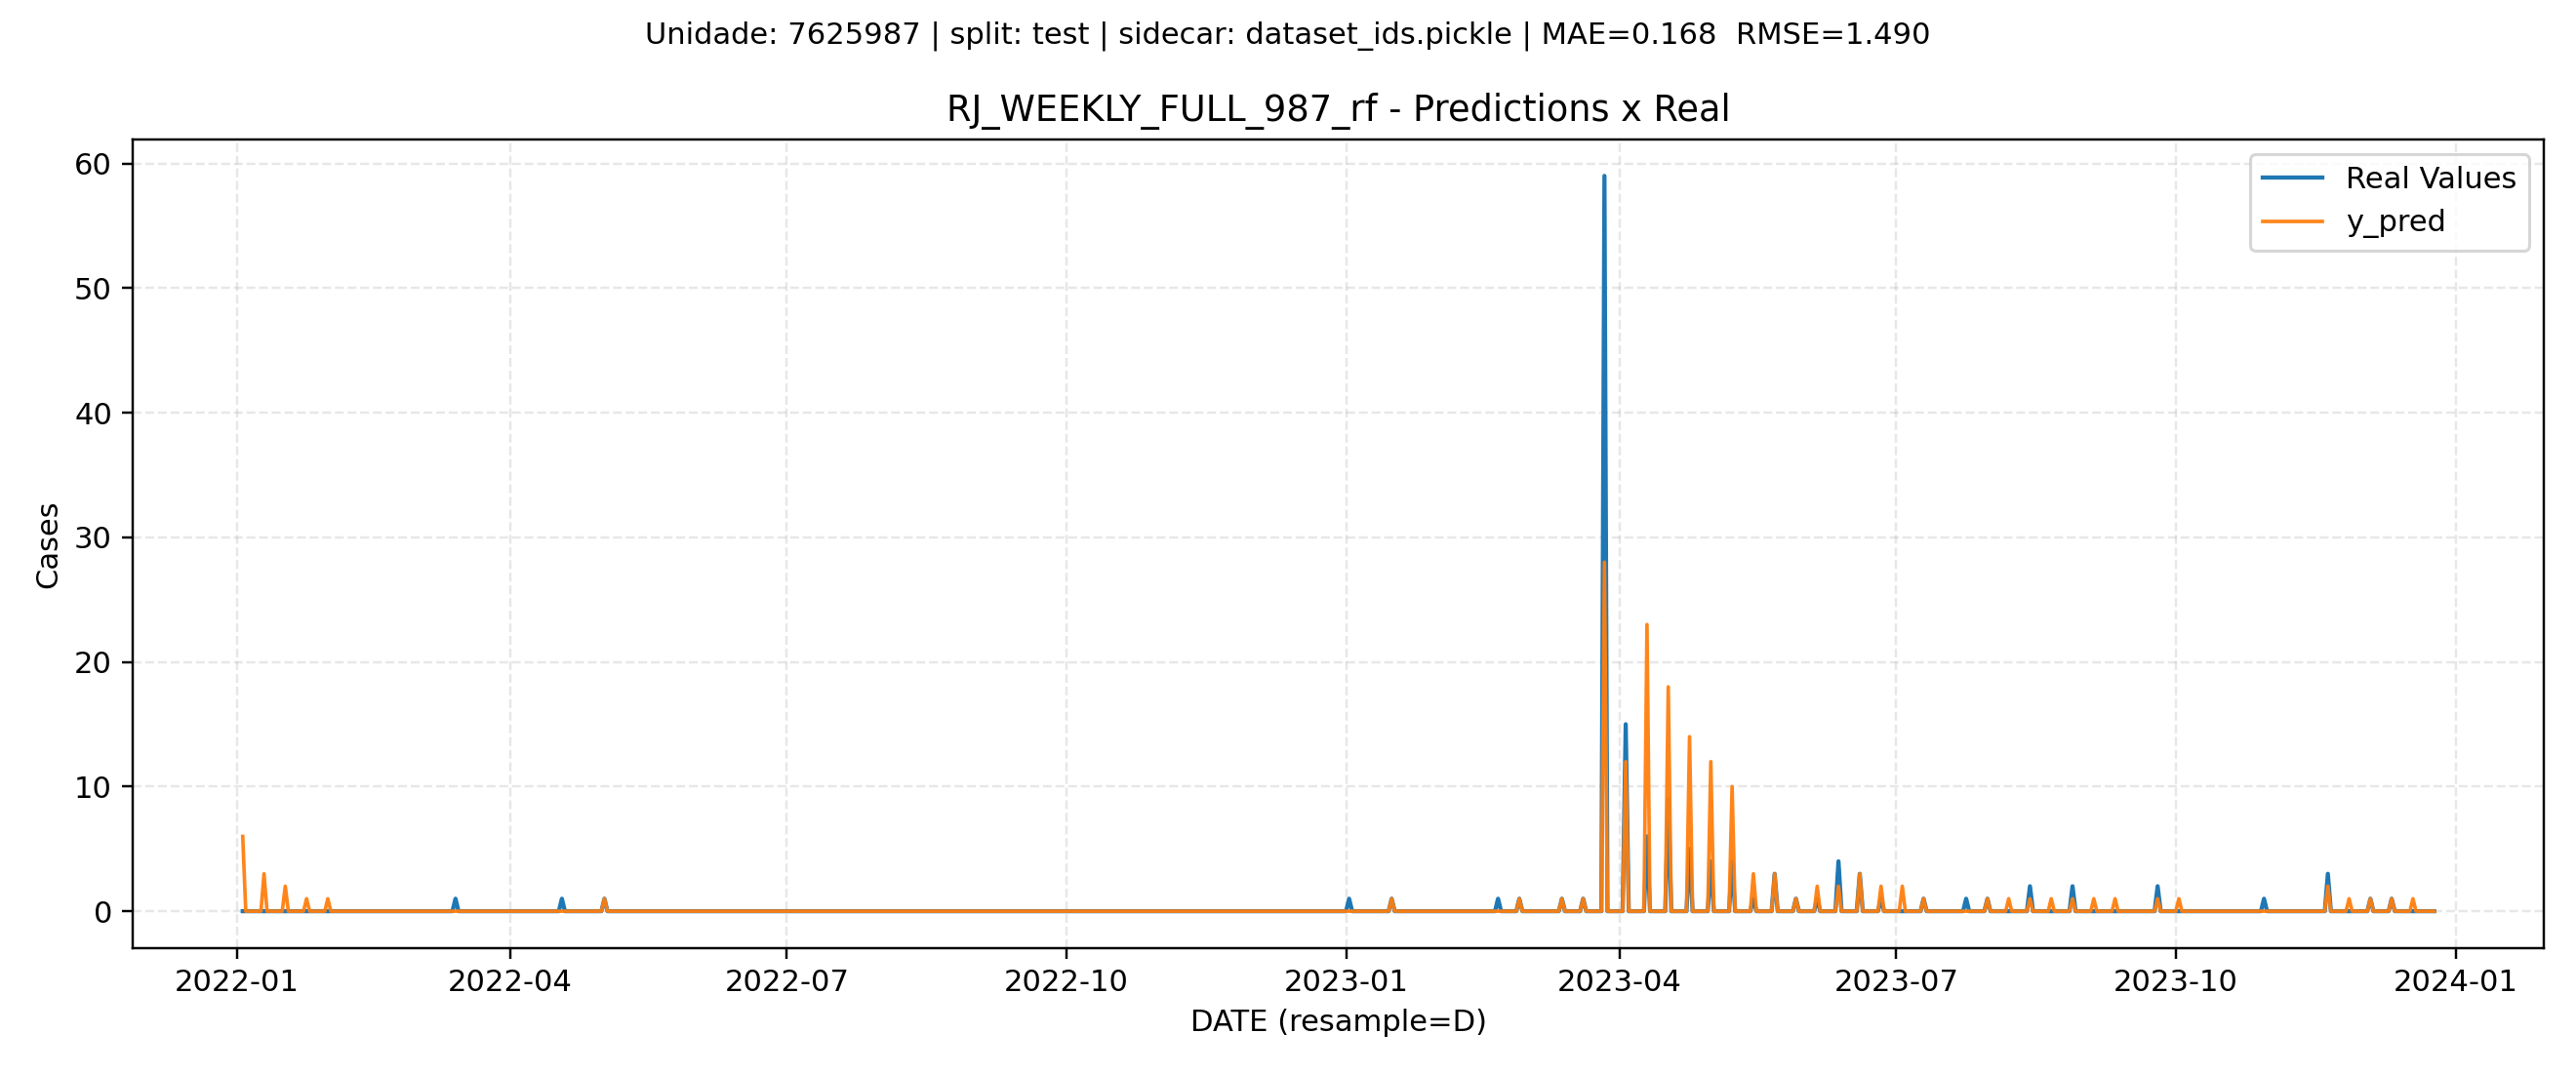 Unidade: 7625987 | split: test | sidecar: dataset_ids.pickle | MAE=0.168  RMSE=1.490
RJ_WEEKLY_FULL_987_rf - Predictions x Real
Real Values
y_pred
60
50
40
30
20
10
0
Cases
2022-01
2022-04
2022-07
2022-10
2023-01
2023-04
2023-07
2023-10
2024-01
DATE (resample=D)